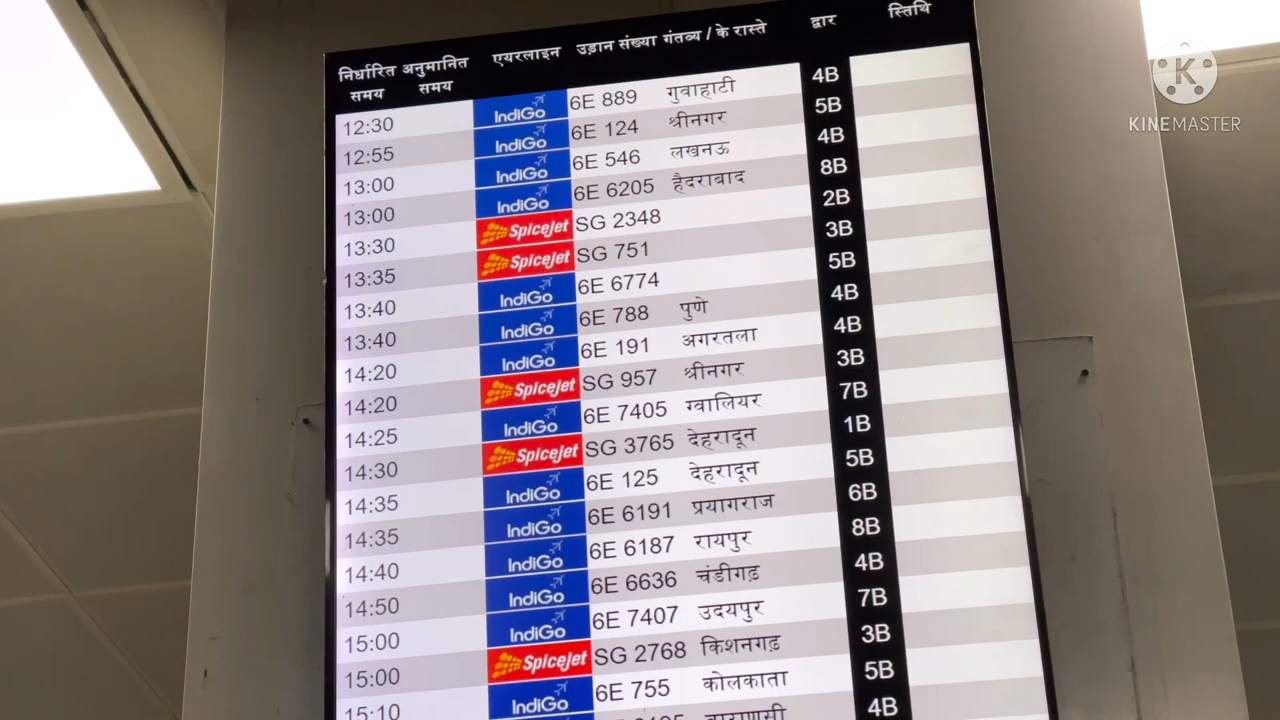 निर्धारित समय अनुमानित समय एयरलाइन उड़ान संख्या गंतव्य / के रास्ते द्वार स्तिथि
12:30 IndiGo 6E 889 गुवाहाटी 4B
12:55 IndiGo 6E 124 श्रीनगर 5B
13:00 IndiGo 6E 546 लखनऊ 4B
13:00 IndiGo 6E 6205 हैदराबाद 8B
13:30 SpiceJet SG 2348 2B
13:35 SpiceJet SG 751 3B
13:40 IndiGo 6E 6774 5B
13:40 IndiGo 6E 788 पुणे 4B
14:20 IndiGo 6E 191 अगरतला 4B
14:20 SpiceJet SG 957 श्रीनगर 3B
14:25 IndiGo 6E 7405 ग्वालियर 7B
14:30 SpiceJet SG 3765 देहरादून 1B
14:35 IndiGo 6E 125 देहरादून 5B
14:35 IndiGo 6E 6191 प्रयागराज 6B
14:40 IndiGo 6E 6187 रायपुर 8B
14:50 IndiGo 6E 6636 चंडीगढ़ 4B
15:00 IndiGo 6E 7407 उदयपुर 7B
15:00 SpiceJet SG 2768 किशनगढ़ 3B
15:10 IndiGo 6E 755 कोलकाता 5B
वाराणसी 4B
K
KINEMASTER